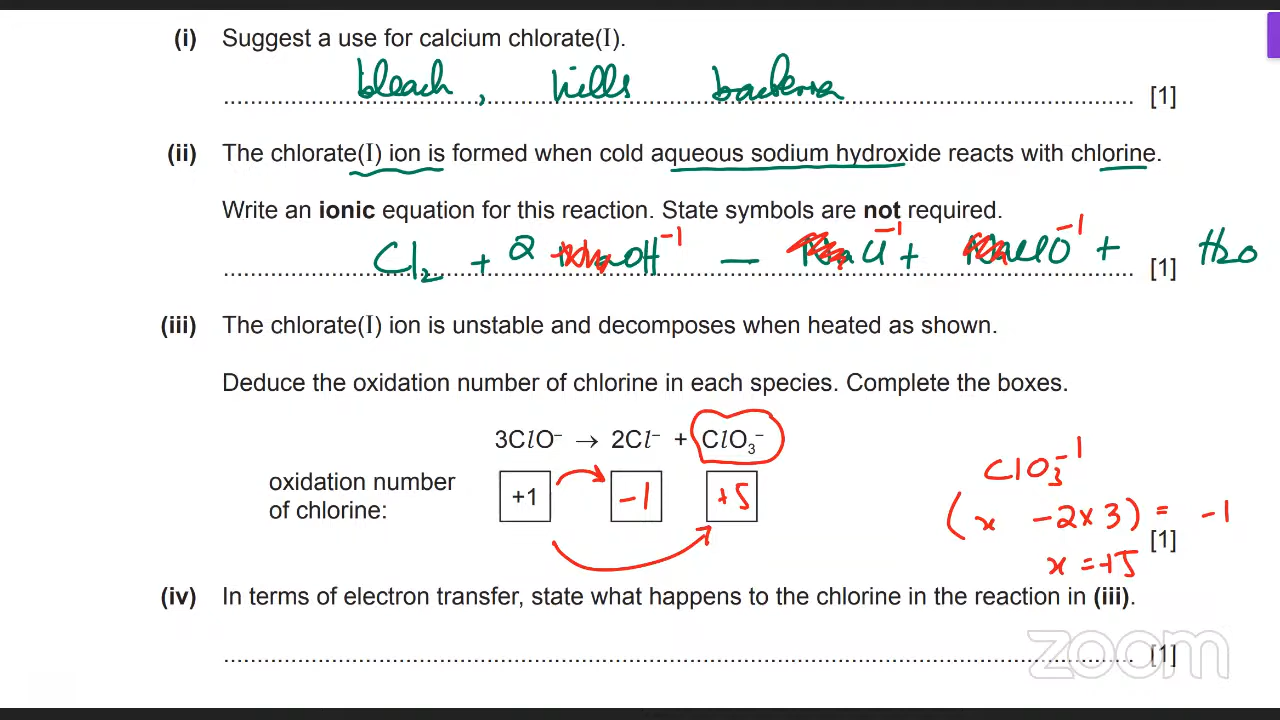 (i) Suggest a use for calcium chlorate(I).
bleach, kills bacteria
[1]
(ii) The chlorate(I) ion is formed when cold aqueous sodium hydroxide reacts with chlorine.
Write an ionic equation for this reaction. State symbols are not required.
Cl₂ + 2 OH⁻¹ — Cl⁻¹ + ClO⁻¹ + H₂O
[1]
(iii) The chlorate(I) ion is unstable and decomposes when heated as shown.
Deduce the oxidation number of chlorine in each species. Complete the boxes.
3ClO⁻ → 2Cl⁻ + ClO₃⁻
oxidation number of chlorine: +1 -1 +5
ClO₃⁻¹
(x -2×3) = -1
[1]
x = +5
(iv) In terms of electron transfer, state what happens to the chlorine in the reaction in (iii).
[1]
zoom